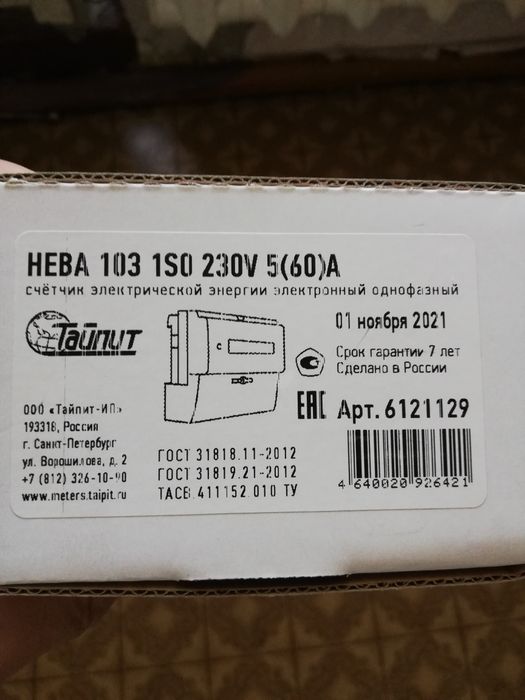 НЕВА 103 1S0 230V 5(60)А
счётчик электрической энергии электронный однофазный
Тайпит
01 ноября 2021
Срок гарантии 7 лет
Сделано в России
ООО «Тайпит-ИП»
193318, Россия
г. Санкт-Петербург
ул. Ворошилова, д. 2
+7 (812) 326-10-90
www.meters.taipit.ru
ГОСТ 31818.11-2012
ГОСТ 31819.21-2012
ТАСВ.411152.010 ТУ
ЕАС Арт. 6121129
4 640020 926421